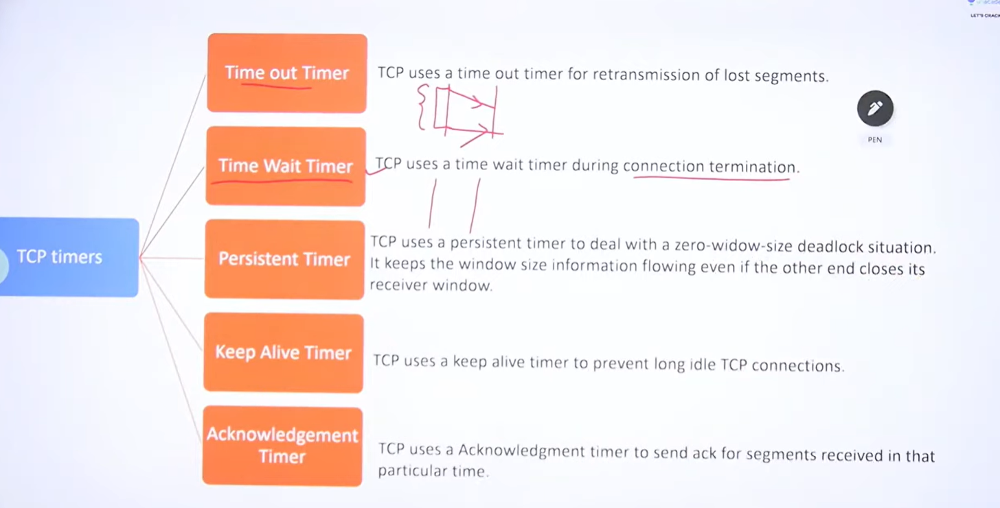 LET'S CRACK
Time out Timer
TCP uses a time out timer for retransmission of lost segments.
PEN
Time Wait Timer
TCP uses a time wait timer during connection termination.
TCP timers
Persistent Timer
TCP uses a persistent timer to deal with a zero-widow-size deadlock situation.
It keeps the window size information flowing even if the other end closes its
receiver window.
Keep Alive Timer
TCP uses a keep alive timer to prevent long idle TCP connections.
Acknowledgement
Timer
TCP uses a Acknowledgment timer to send ack for segments received in that
particular time.